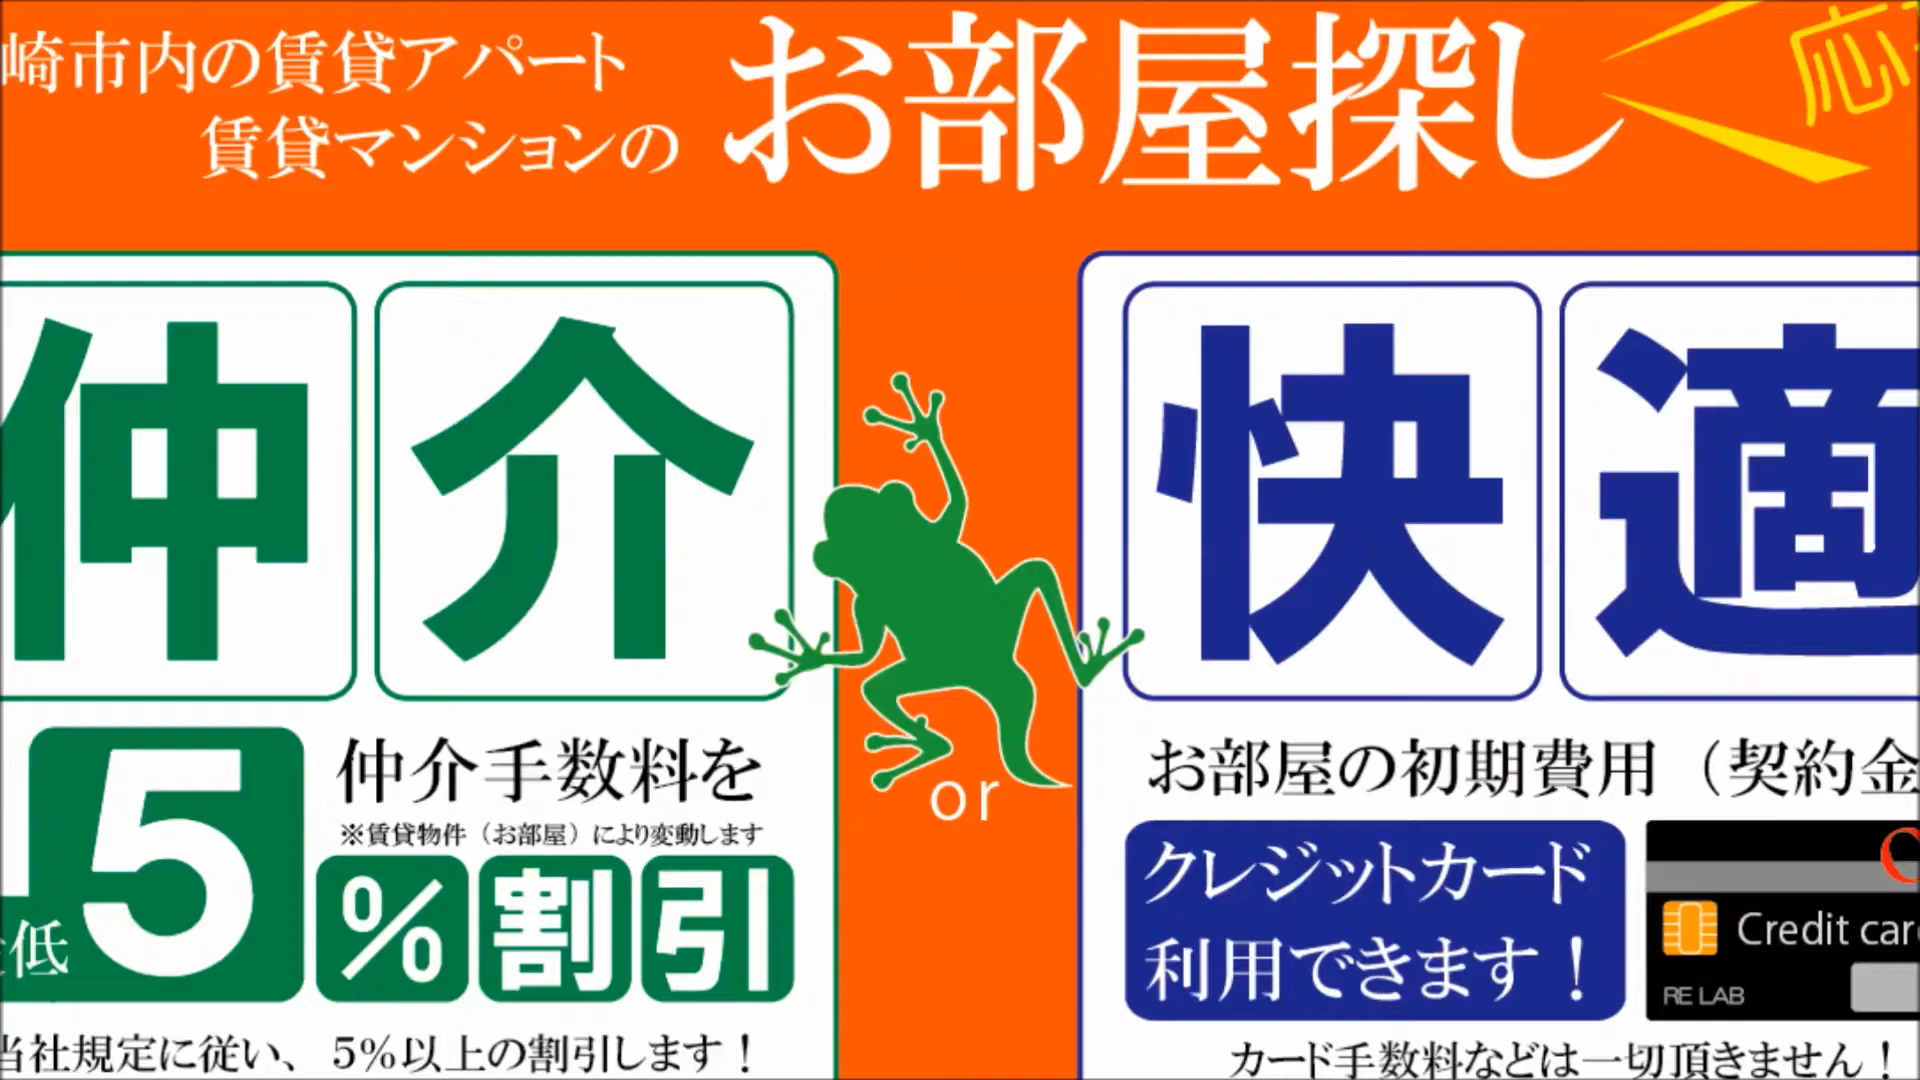 崎市内の賃貸アパート
賃貸マンションの
お部屋探し
応
仲介
快適
5
低
仲介手数料を
※賃貸物件（お部屋）により変動します
%割引
当社規定に従い、5%以上の割引します！
or
お部屋の初期費用（契約金
クレジットカード
利用できます！
Credit car
RE LAB
カード手数料などは一切頂きません！